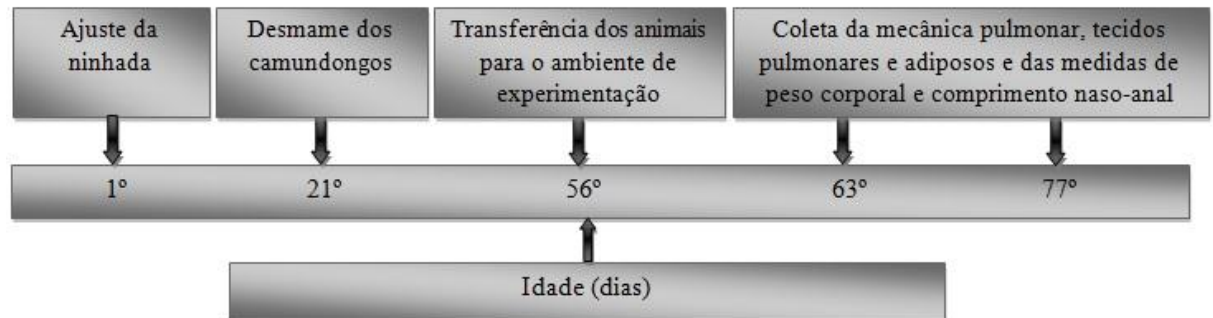 Ajuste da
ninhada
Desmame dos
camundongos
Transferência dos animais
para o ambiente de
experimentação
Coleta da mecânica pulmonar, tecidos
pulmonares e adiposos e das medidas de
peso corporal e comprimento naso-anal
1º 21º 56º 63º 77º
Idade (dias)